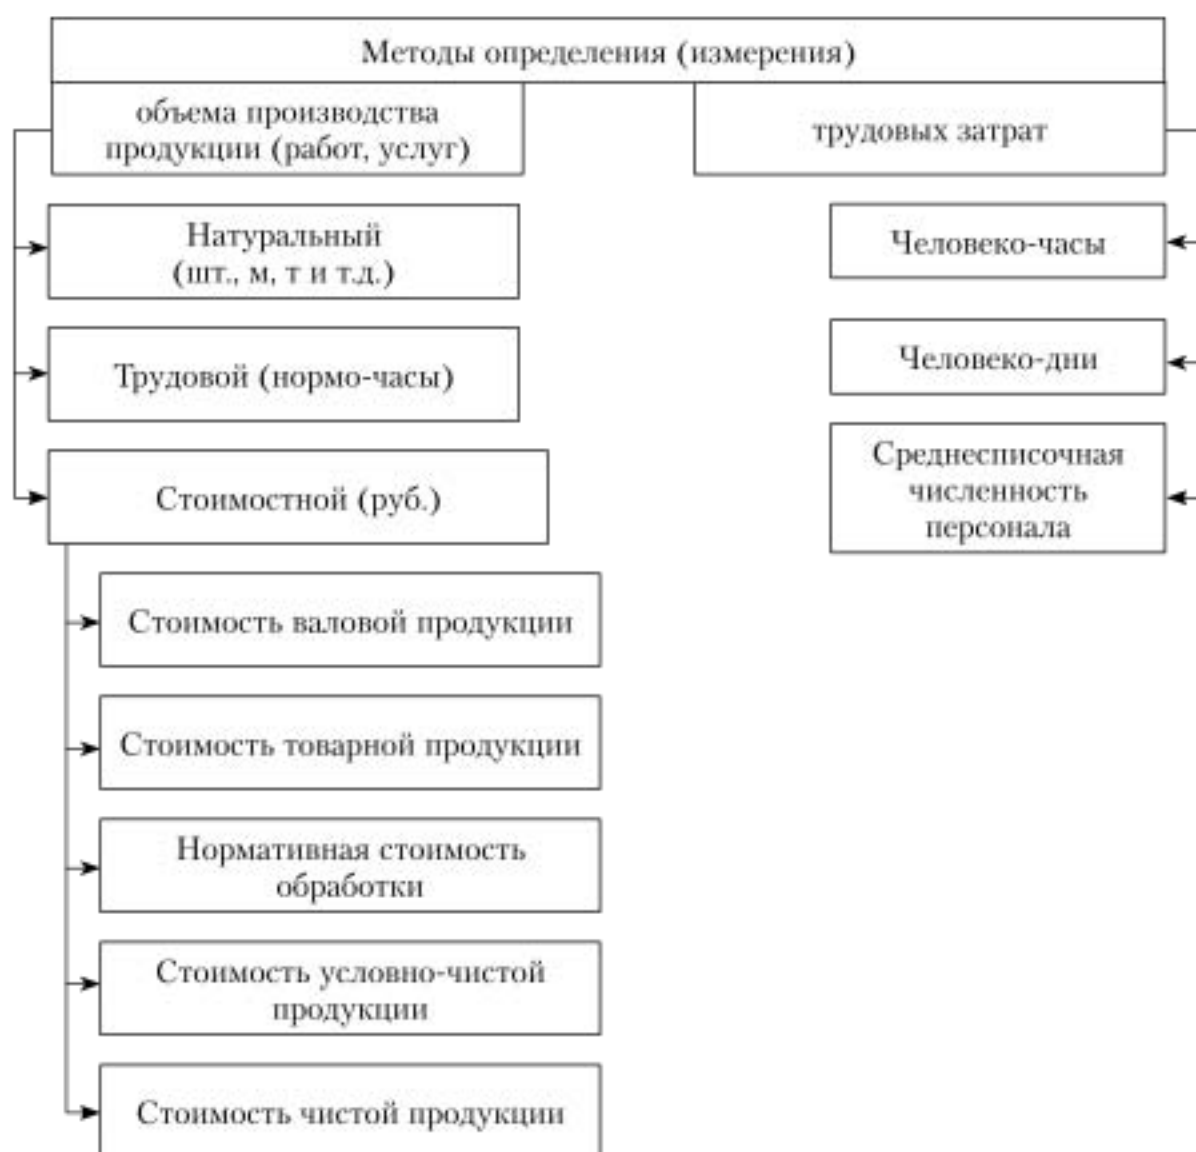 Методы определения (измерения)
объема производства
продукции (работ, услуг)
трудовых затрат
Натуральный
(шт., м, т и т.д.)
Трудовой (нормо-часы)
Стоимостной (руб.)
Стоимость валовой продукции
Стоимость товарной продукции
Нормативная стоимость
обработки
Стоимость условно-чистой
продукции
Стоимость чистой продукции
Человеко-часы
Человеко-дни
Среднесписочная
численность
персонала